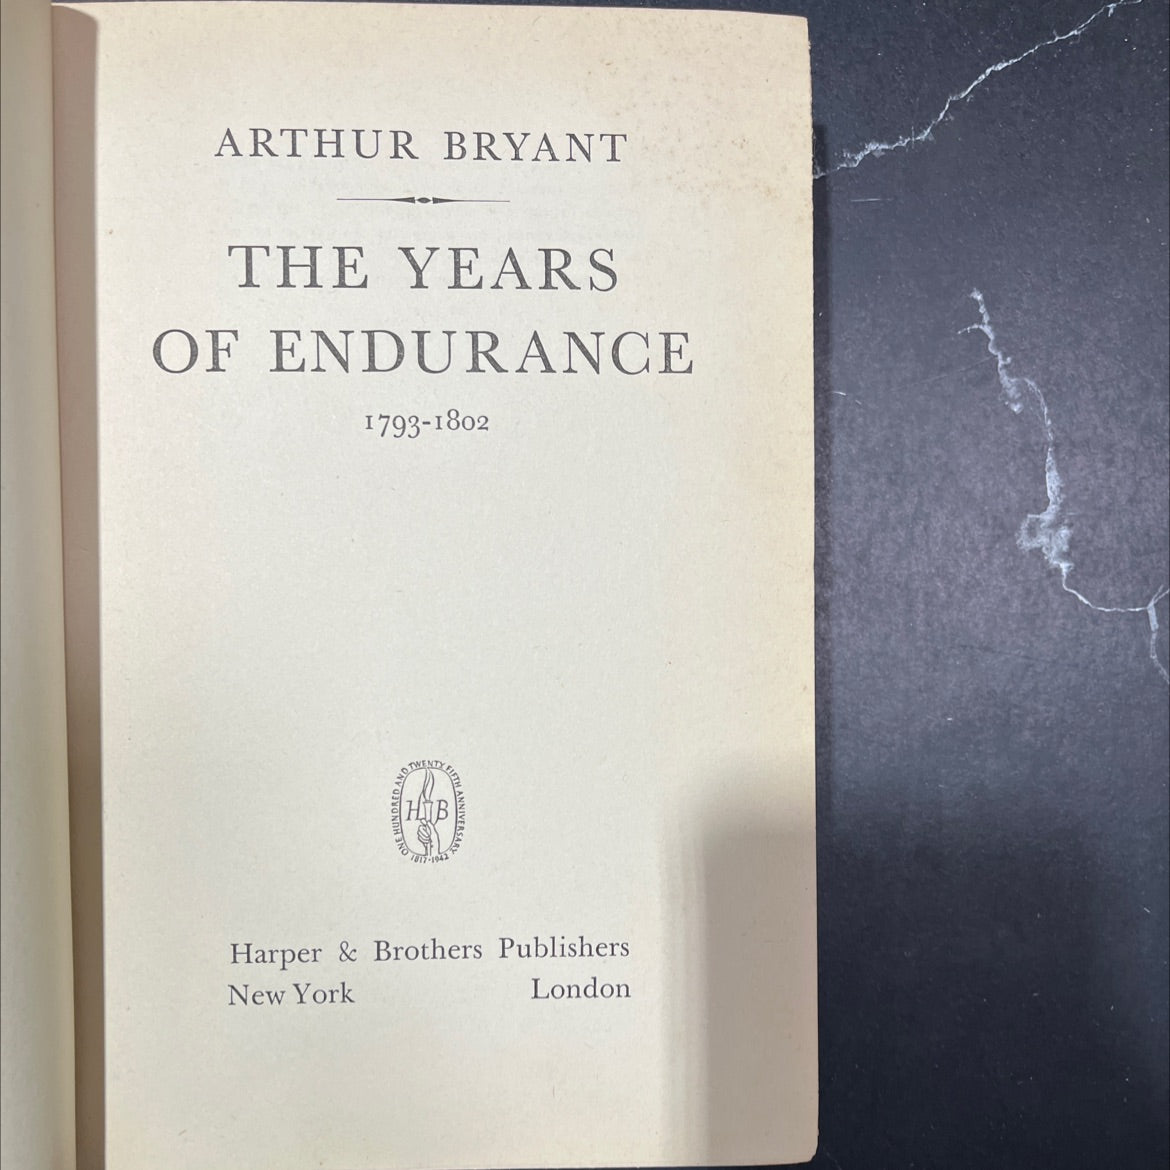 ARTHUR BRYANT
THE YEARS
OF ENDURANCE
1793-1802
ONE HUNDRED AND TWENTY FIFTH ANNIVERSARY
H B
1817·1942
Harper & Brothers Publishers
New York London